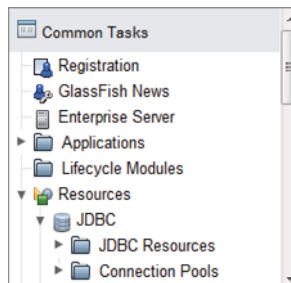 Common Tasks
Registration
GlassFish News
Enterprise Server
Applications
Lifecycle Modules
Resources
JDBC
JDBC Resources
Connection Pools